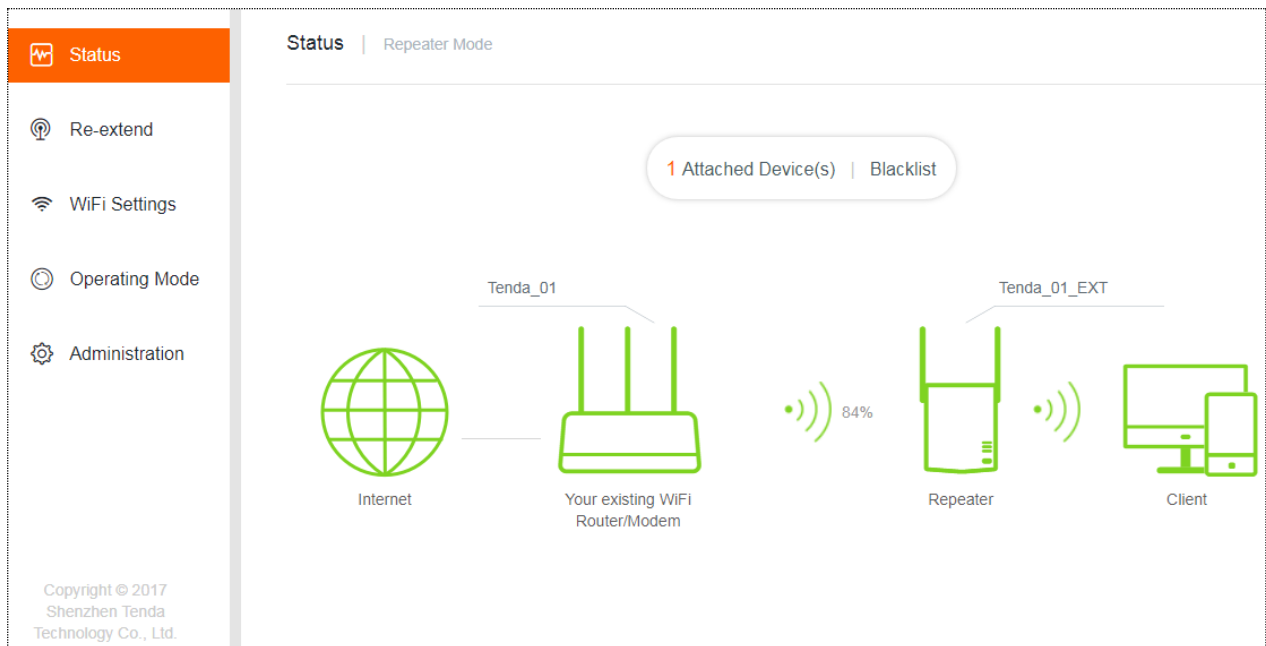 Status
Re-extend
WiFi Settings
Operating Mode
Administration
Copyright © 2017
Shenzhen Tenda
Technology Co., Ltd.
Status | Repeater Mode
1 Attached Device(s) | Blacklist
Tenda_01
Tenda_01_EXT
84%
Internet
Your existing WiFi
Router/Modem
Repeater
Client